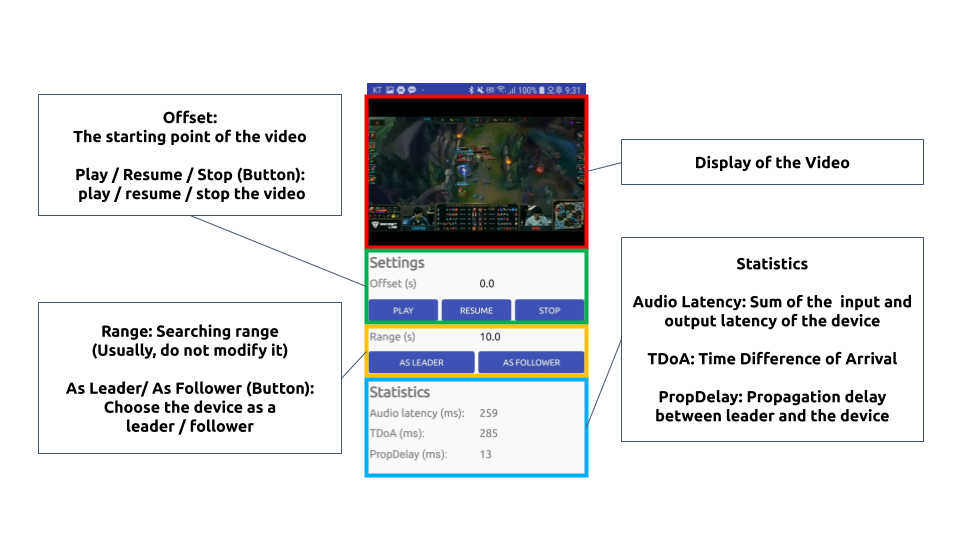 Offset:
The starting point of the video
Play / Resume / Stop (Button):
play / resume / stop the video
Range: Searching range
(Usually, do not modify it)
As Leader/ As Follower (Button):
Choose the device as a
leader / follower
KT
100% 오후 9:31
Settings
Offset (s) 0.0
PLAY RESUME STOP
Range (s) 10.0
AS LEADER AS FOLLOWER
Statistics
Audio latency (ms): 259
TDoA (ms): 285
PropDelay (ms): 13
Display of the Video
Statistics
Audio Latency: Sum of the input and
output latency of the device
TDoA: Time Difference of Arrival
PropDelay: Propagation delay
between leader and the device